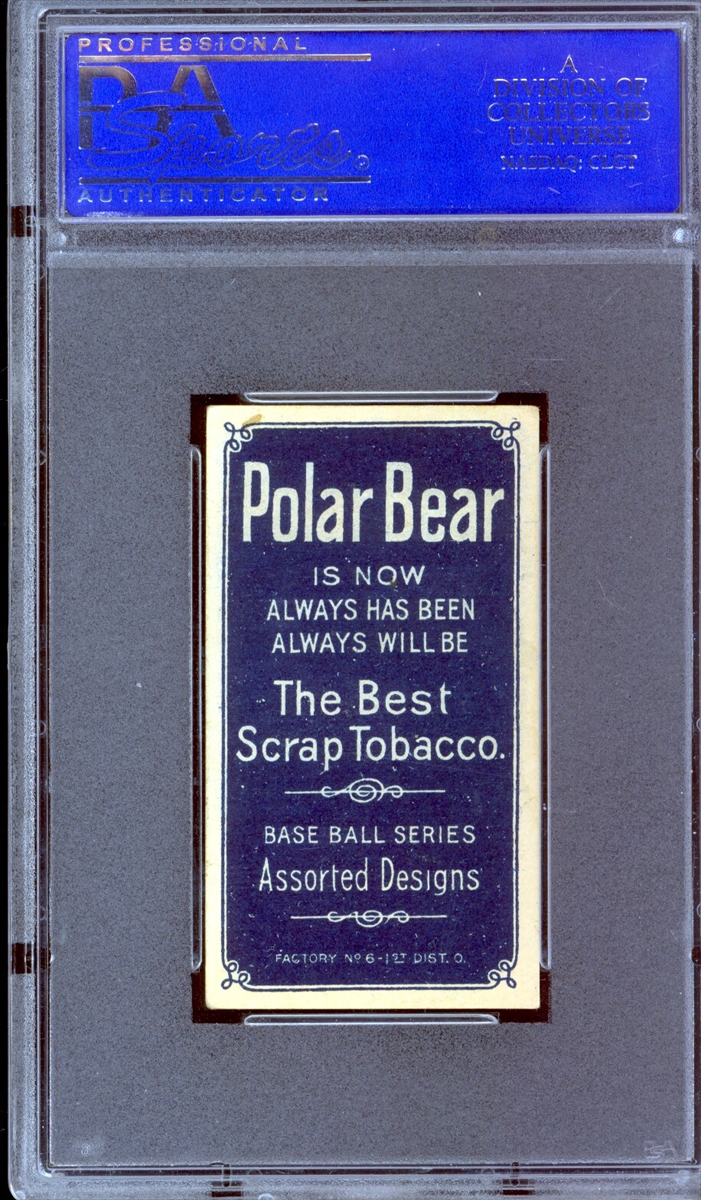 PROFESSIONAL
PSA
Sports
AUTHENTICATOR
A
DIVISION OF
COLLECTORS
UNIVERSE
NASDAQ: CLCT
Polar Bear
IS NOW
ALWAYS HAS BEEN
ALWAYS WILL BE
The Best
Scrap Tobacco.
BASE BALL SERIES
Assorted Designs
FACTORY Nº 6-1ST DIST. O.
PSA